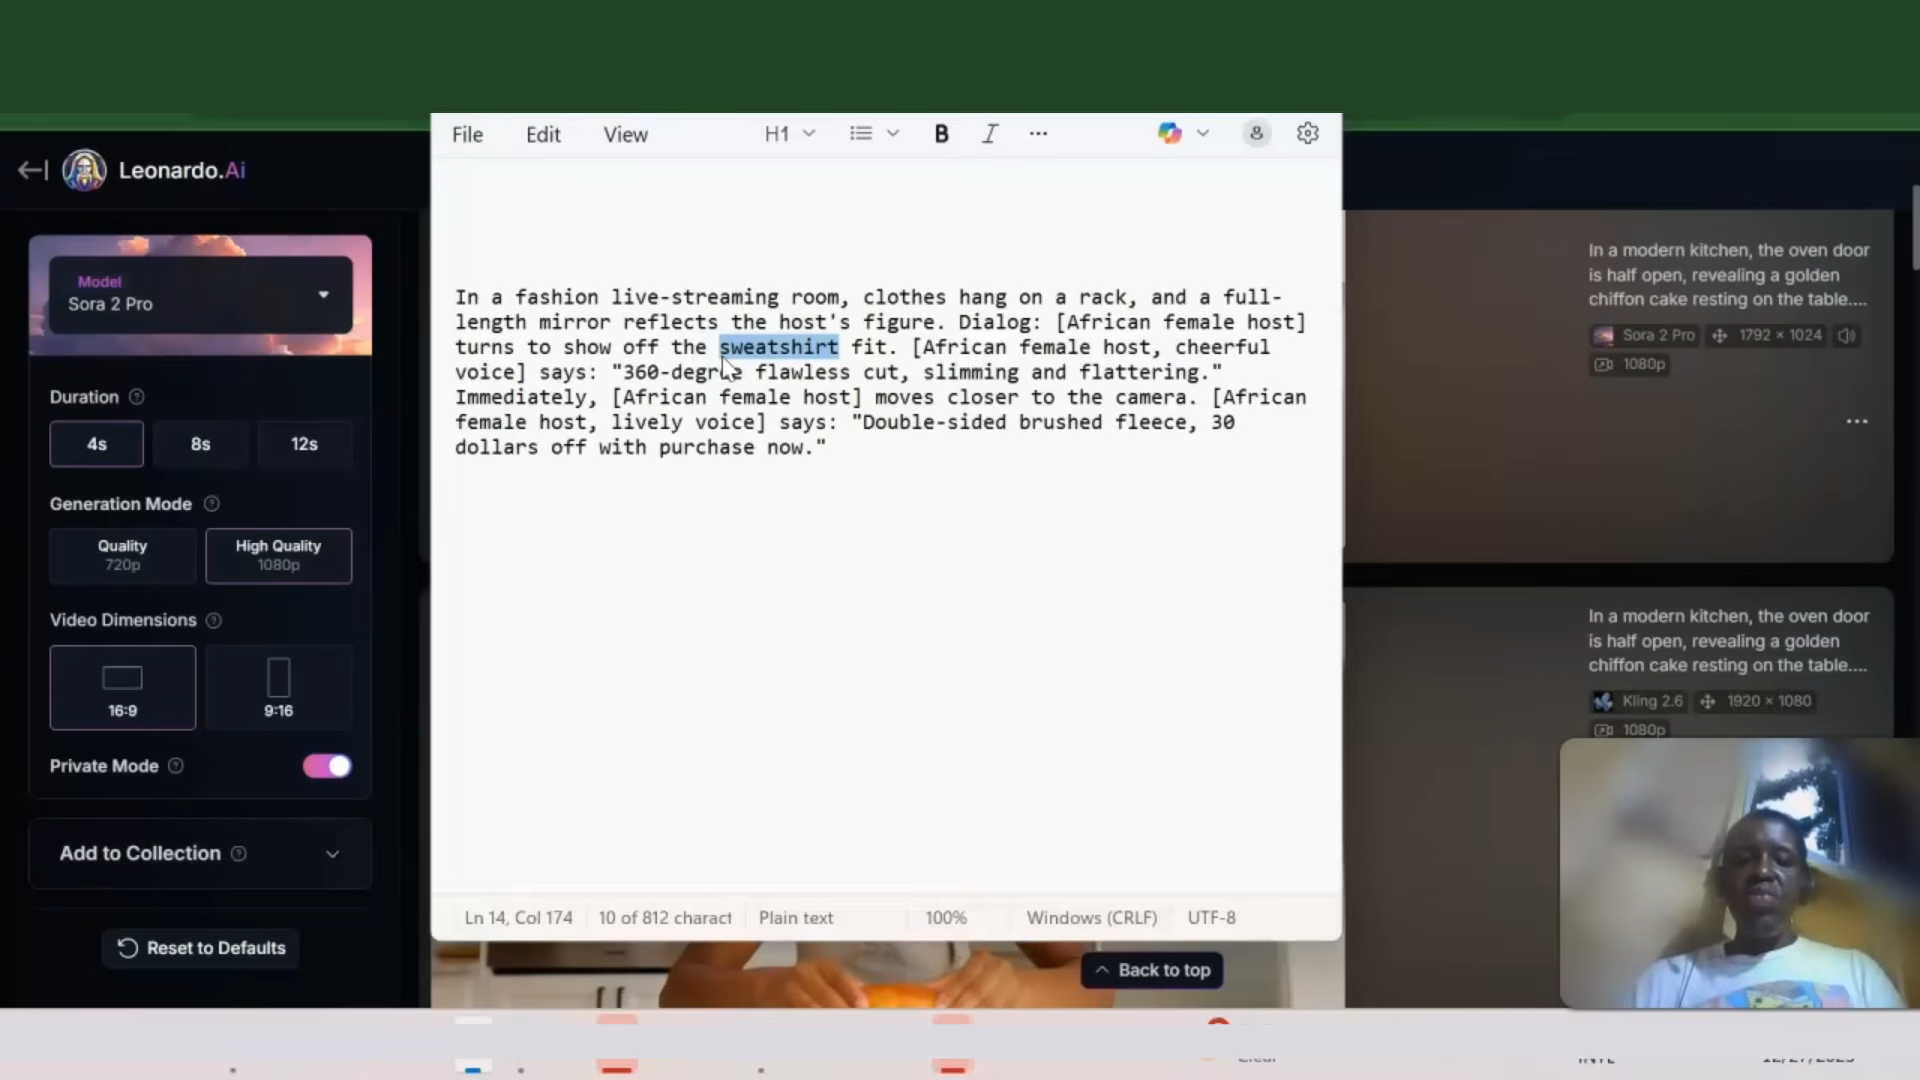 File Edit View H1 B I ...
Leonardo.Ai
Model
Sora 2 Pro
Duration
4s 8s 12s
Generation Mode
Quality
720p
High Quality
1080p
Video Dimensions
16:9 9:16
Private Mode
Add to Collection
Reset to Defaults
In a fashion live-streaming room, clothes hang on a rack, and a full-
length mirror reflects the host's figure. Dialog: [African female host]
turns to show off the sweatshirt fit. [African female host, cheerful
voice] says: "360-degree flawless cut, slimming and flattering."
Immediately, [African female host] moves closer to the camera. [African
female host, lively voice] says: "Double-sided brushed fleece, 30
dollars off with purchase now."
Ln 14, Col 174 10 of 812 charact Plain text 100% Windows (CRLF) UTF-8
Back to top
In a modern kitchen, the oven door
is half open, revealing a golden
chiffon cake resting on the table....
Sora 2 Pro 1792 × 1024
1080p
In a modern kitchen, the oven door
is half open, revealing a golden
chiffon cake resting on the table....
Kling 2.6 1920 × 1080
1080p